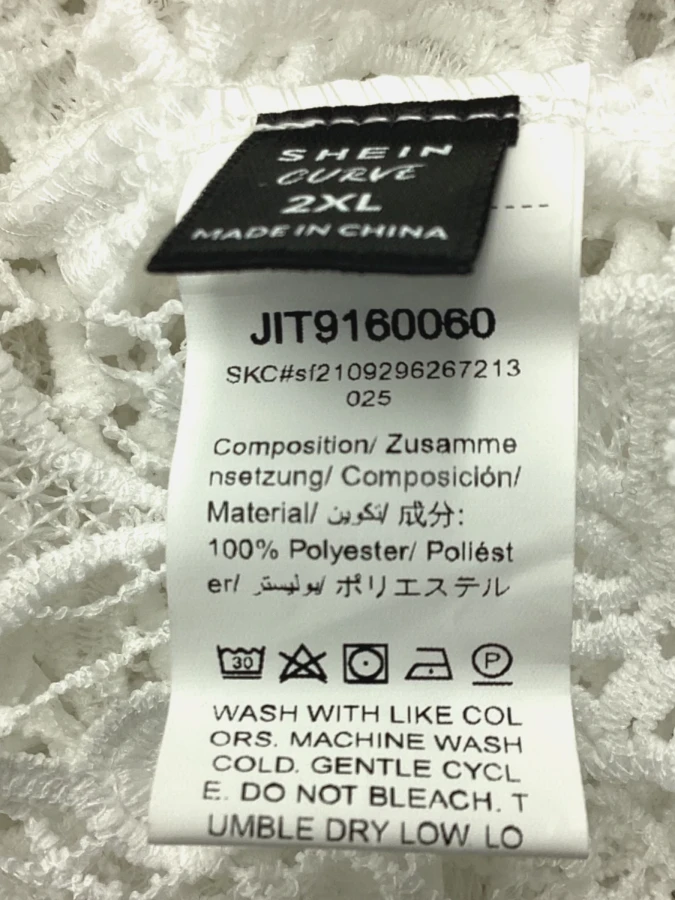 SHEIN
CURVE
2XL
MADE IN CHINA
JIT9160060
SKC#sf2109296267213
025
Composition/ Zusamme
nsetzung/ Composición/
Material/ تكوين/ 成分:
100% Polyester/ Poliést
er/ بوليستر/ ポリエステル
30 P
WASH WITH LIKE COL
ORS. MACHINE WASH
COLD. GENTLE CYCL
E. DO NOT BLEACH. T
UMBLE DRY LOW LO